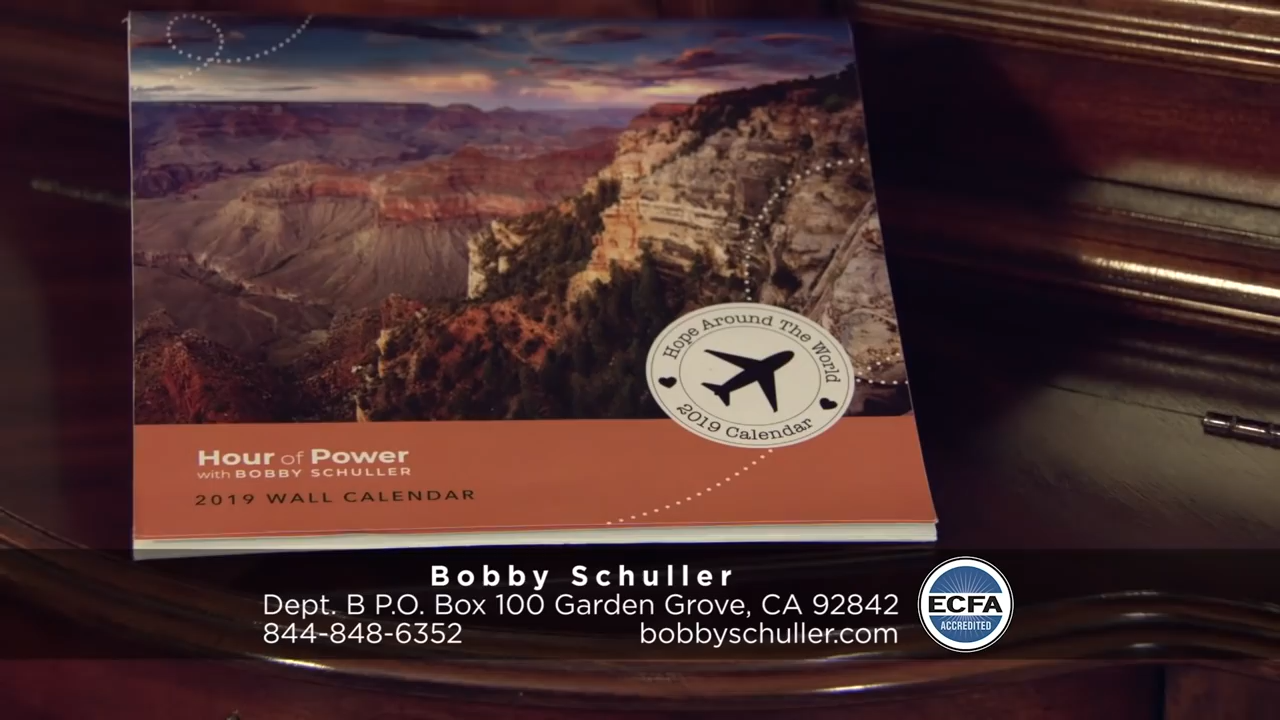 Hope Around The World
2019 Calendar
Hour of Power
with BOBBY SCHULLER
2019 WALL CALENDAR
Bobby Schuller
Dept. B P.O. Box 100 Garden Grove, CA 92842
844-848-6352 bobbyschuller.com
ECFA
ACCREDITED